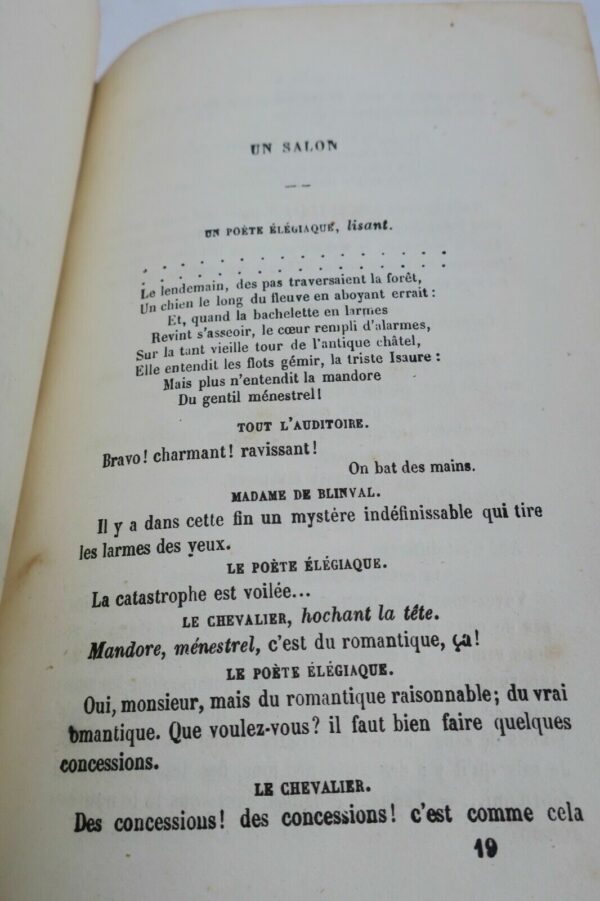 UN SALON
UN POÈTE ÉLÉGIAQUE, lisant.
Le lendemain, des pas traversaient la forêt,
Un chien le long du fleuve en aboyant errait :
Et, quand la bachelette en larmes
Revint s'asseoir, le cœur rempli d'alarmes,
Sur la tant vieille tour de l'antique châtel,
Elle entendit les flots gémir, la triste Isaure :
Mais plus n'entendit la mandore
Du gentil ménestrel !
TOUT L'AUDITOIRE.
Bravo ! charmant ! ravissant !
On bat des mains.
MADAME DE BLINVAL.
Il y a dans cette fin un mystère indéfinissable qui tire
les larmes des yeux.
LE POÈTE ÉLÉGIAQUE.
La catastrophe est voilée...
LE CHEVALIER, hochant la tête.
Mandore, ménestrel, c'est du romantique, ça !
LE POÈTE ÉLÉGIAQUE.
Oui, monsieur, mais du romantique raisonnable ; du vrai
omantique. Que voulez-vous ? il faut bien faire quelques
concessions.
LE CHEVALIER.
Des concessions ! des concessions ! c'est comme cela
19